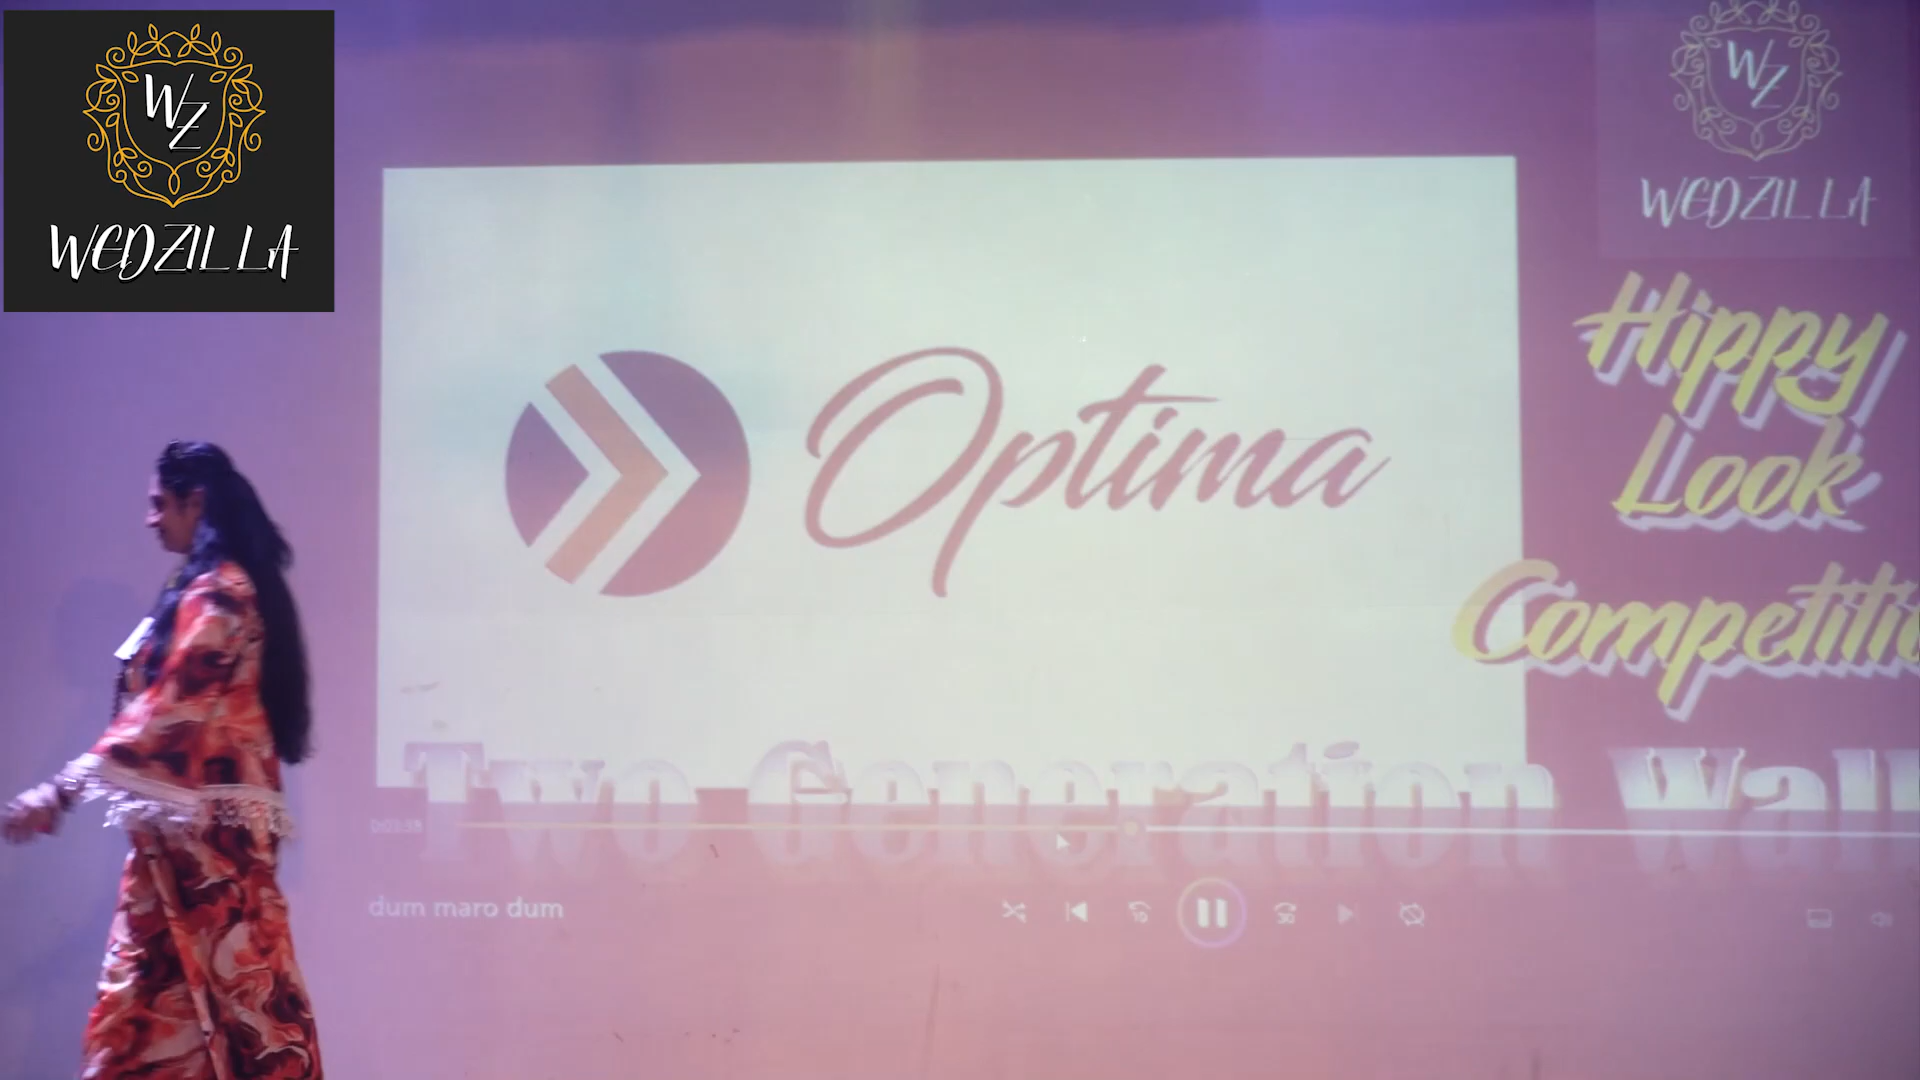 WZ
WEDZILLA
WZ
WEDZILLA
Optima
Hippy
Look
Competiti
Two Generation Wal
dum maro dum